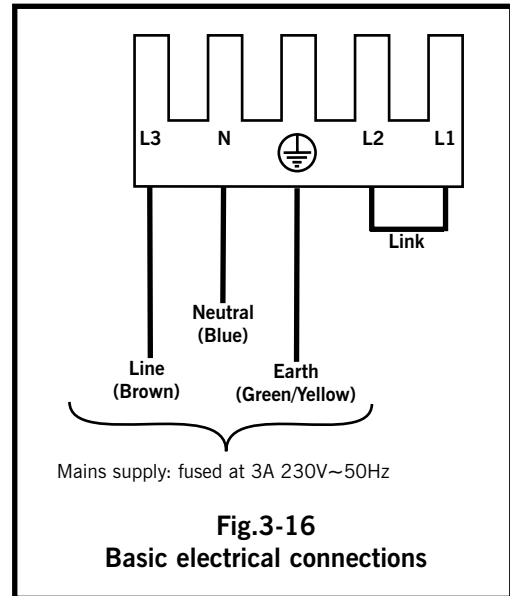 L3 N L2 L1
Link
Neutral
(Blue)
Line
(Brown)
Earth
(Green/Yellow)
Mains supply: fused at 3A 230V~50Hz
Fig.3-16
Basic electrical connections